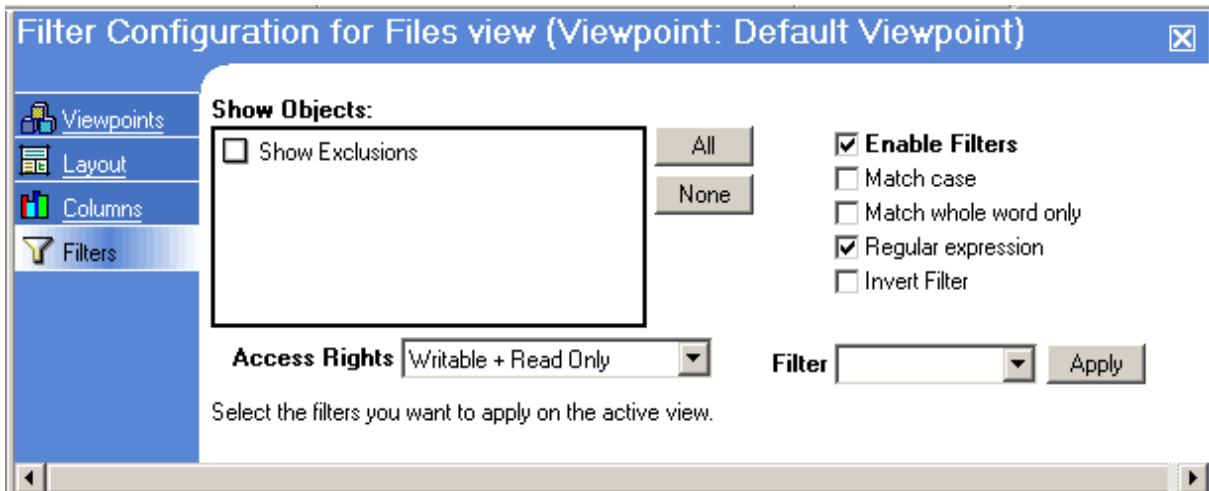 Filter Configuration for Files view (Viewpoint: Default Viewpoint)
Viewpoints
Layout
Columns
Filters
Show Objects:
Show Exclusions
All
None
Enable Filters
Match case
Match whole word only
Regular expression
Invert Filter
Access Rights Writable + Read Only
Filter Apply
Select the filters you want to apply on the active view.